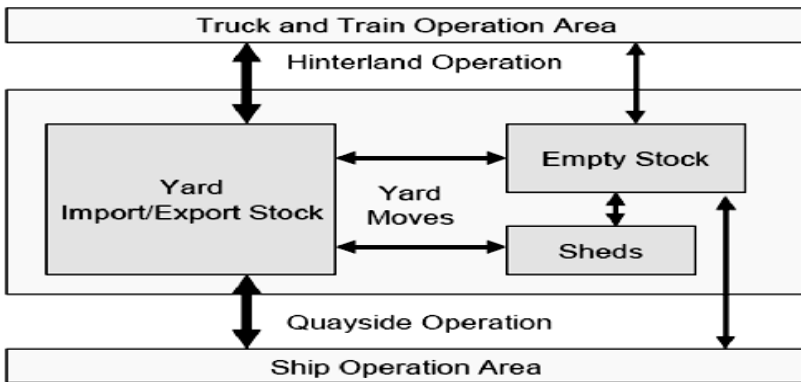 Truck and Train Operation Area
Hinterland Operation
Yard
Import/Export Stock
Empty Stock
Yard
Moves
Sheds
Quayside Operation
Ship Operation Area